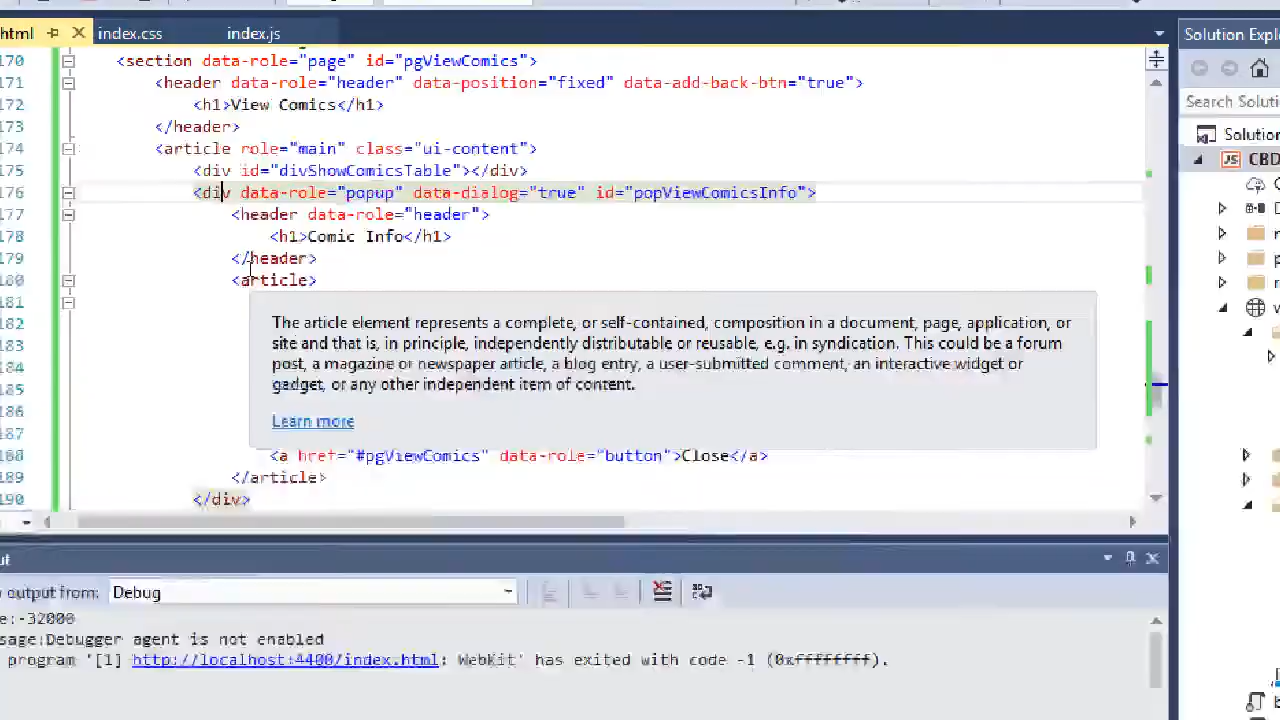 html
index.css
index.js
170 <section data-role="page" id="pgViewComics">
171 <header data-role="header" data-position="fixed" data-add-back-btn="true">
172 <h1>View Comics</h1>
173 </header>
174 <article role="main" class="ui-content">
175 <div id="divShowComicsTable"></div>
176 <div data-role="popup" data-dialog="true" id="popViewComicsInfo">
177 <header data-role="header">
178 <h1>Comic Info</h1>
179 </header>
180 <article>
181
182
183
184
185
186
187
188 <a href="#pgViewComics" data-role="button">Close</a>
189 </article>
190 </div>
The article element represents a complete, or self-contained, composition in a document, page, application, or
site and that is, in principle, independently distributable or reusable, e.g. in syndication. This could be a forum
post, a magazine or newspaper article, a blog entry, a user-submitted comment, an interactive widget or
gadget, or any other independent item of content.
Learn more
Solution Explo
Search Soluti
Solution
JS CBD
output from: Debug
e:-32000
sage:Debugger agent is not enabled
program '[1] http://localhost:4400/index.html: WebKit' has exited with code -1 (0xffffffff).